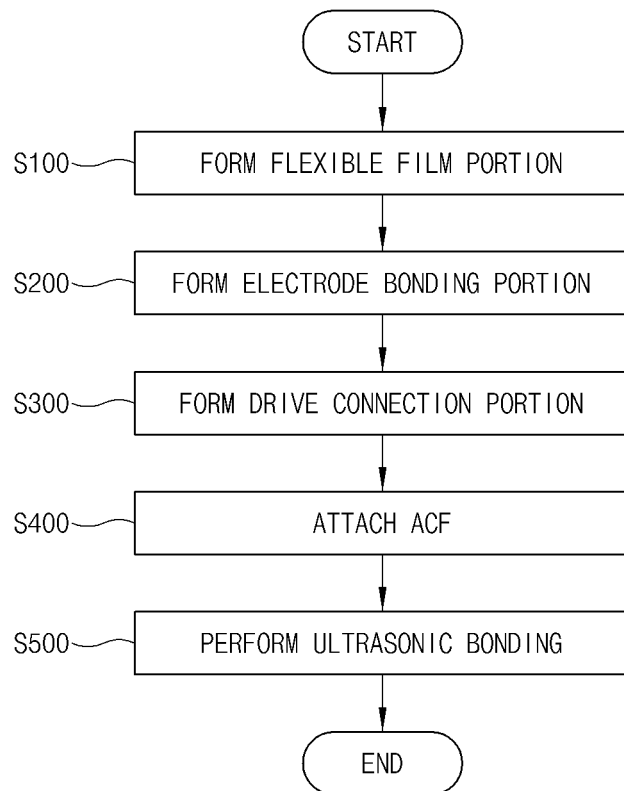 START
S100 FORM FLEXIBLE FILM PORTION
S200 FORM ELECTRODE BONDING PORTION
S300 FORM DRIVE CONNECTION PORTION
S400 ATTACH ACF
S500 PERFORM ULTRASONIC BONDING
END